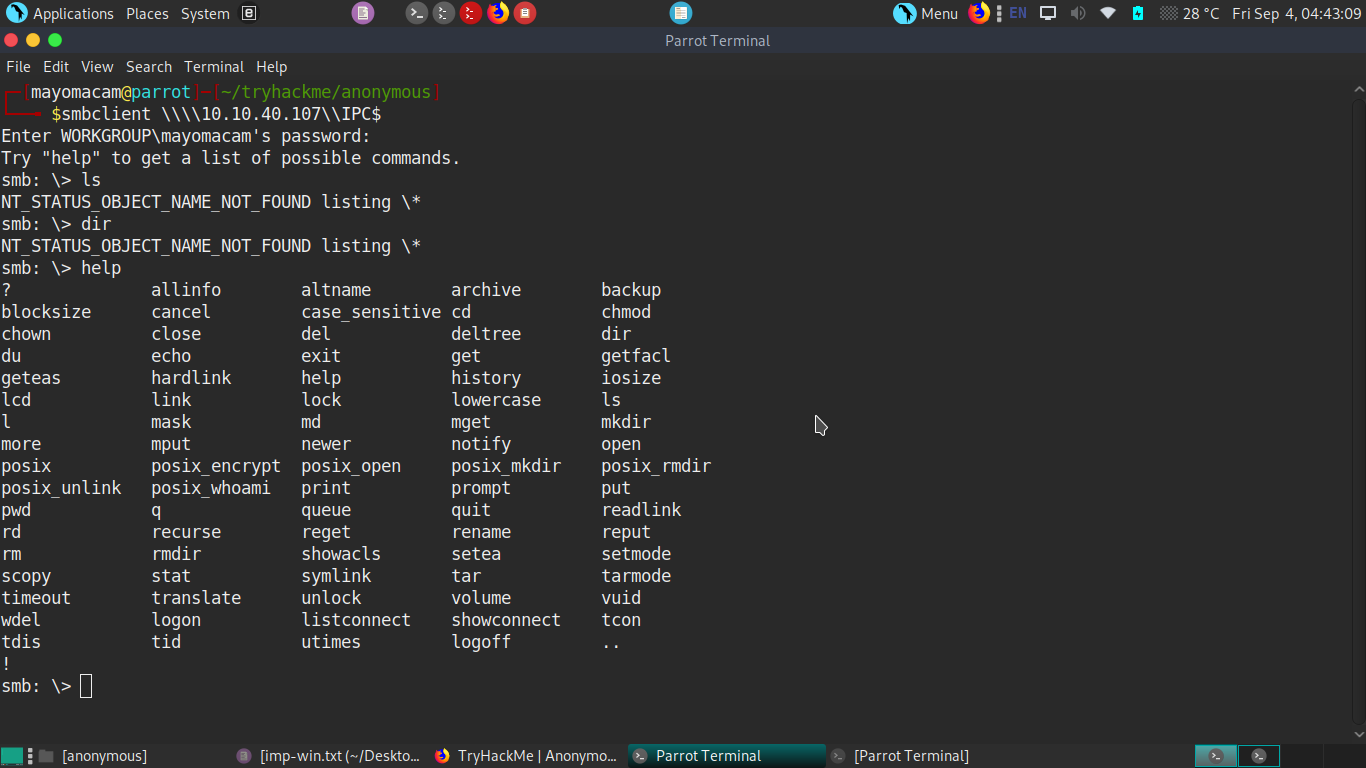 Applications Places System Menu EN 28 °C Fri Sep 4, 04:43:09
Parrot Terminal
File Edit View Search Terminal Help
[mayomacam@parrot]─[~/tryhackme/anonymous]
$smbclient \\\\10.10.40.107\\IPC$
Enter WORKGROUP\mayomacam's password:
Try "help" to get a list of possible commands.
smb: \> ls
NT_STATUS_OBJECT_NAME_NOT_FOUND listing \*
smb: \> dir
NT_STATUS_OBJECT_NAME_NOT_FOUND listing \*
smb: \> help
? allinfo altname archive backup
blocksize cancel case_sensitive cd chmod
chown close del deltree dir
du echo exit get getfacl
geteas hardlink help history iosize
lcd link lock lowercase ls
l mask md mget mkdir
more mput newer notify open
posix posix_encrypt posix_open posix_mkdir posix_rmdir
posix_unlink posix_whoami print prompt put
pwd q queue quit readlink
rd recurse reget rename reput
rm rmdir showacls setea setmode
scopy stat symlink tar tarmode
timeout translate unlock volume vuid
wdel logon listconnect showconnect tcon
tdis tid utimes logoff ..
!
smb: \>
[anonymous] [imp-win.txt (~/Deskto... TryHackMe | Anonymo... Parrot Terminal [Parrot Terminal]